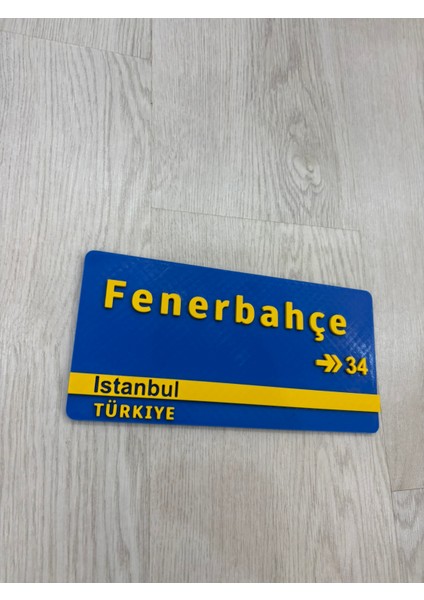 Fenerbahçe
34
Istanbul
TÜRKIYE